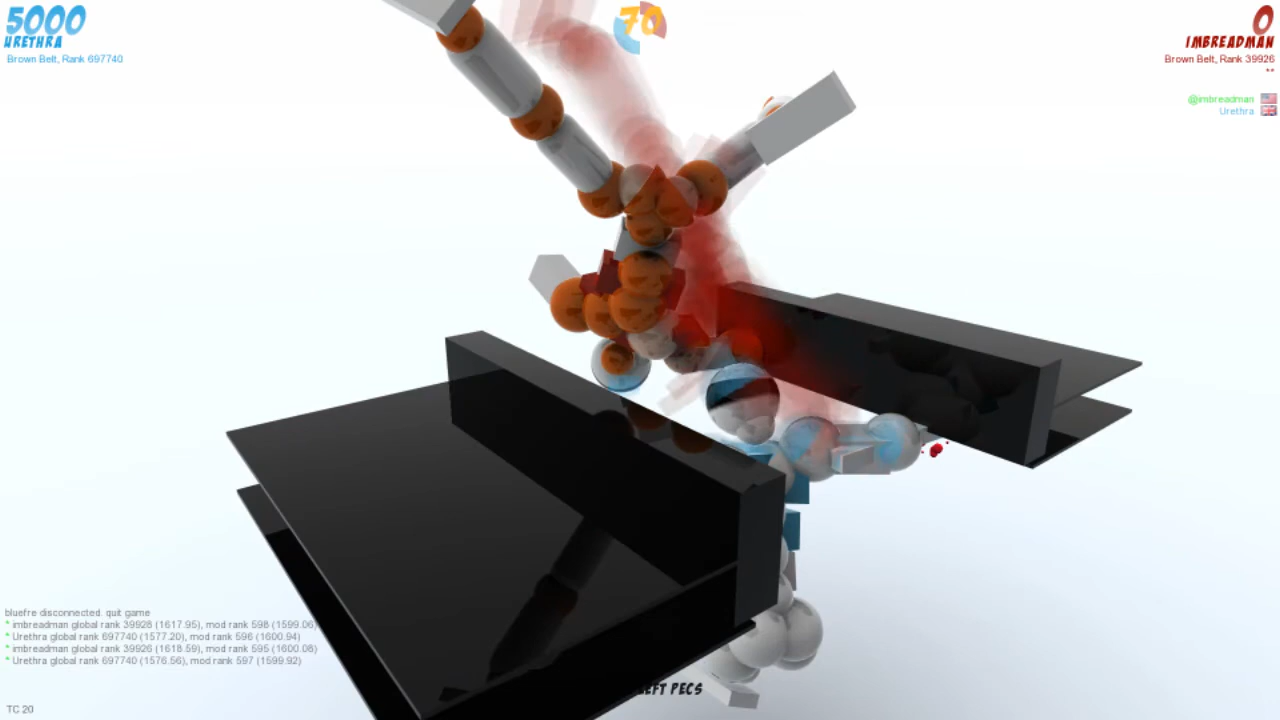 5000
URETHRA
Brown Belt, Rank 697740
70
0
IMBREADMAN
Brown Belt, Rank 39926
@imbreadman
Urethra
bluefre disconnected. quit game
* imbreadman global rank 39928 (1617.95), mod rank 598 (1599.06)
* Urethra global rank 697740 (1577.20), mod rank 596 (1600.94)
* imbreadman global rank 39926 (1618.59), mod rank 595 (1600.08)
* Urethra global rank 697740 (1576.56), mod rank 597 (1599.92)
LEFT PECS
TC 20